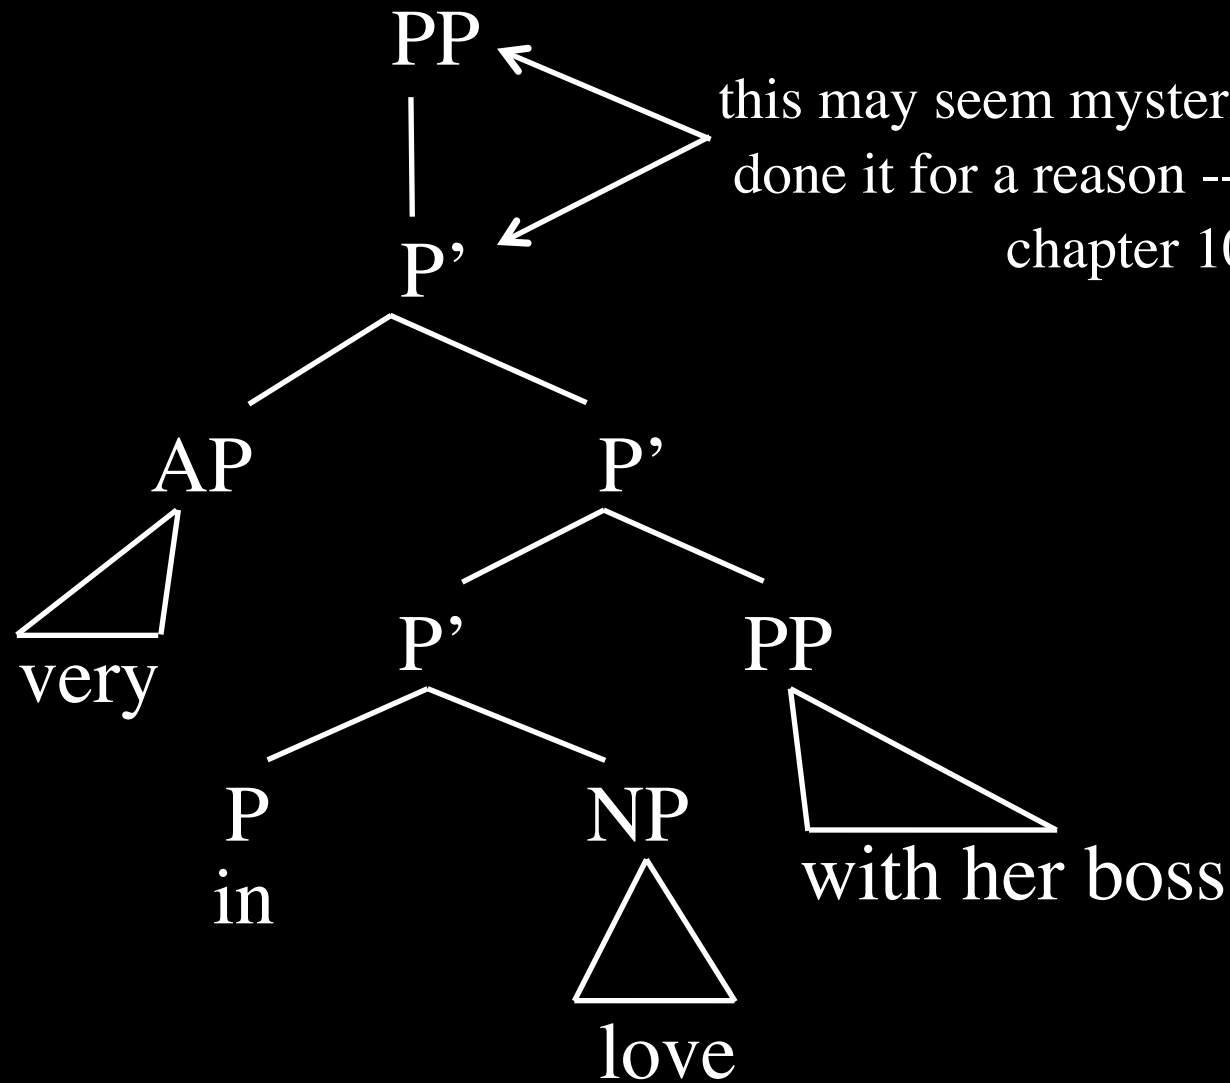 PP
this may seem myster
done it for a reason --
chapter 10
P’
AP P’
very
P’ PP
P NP
in
with her boss
love